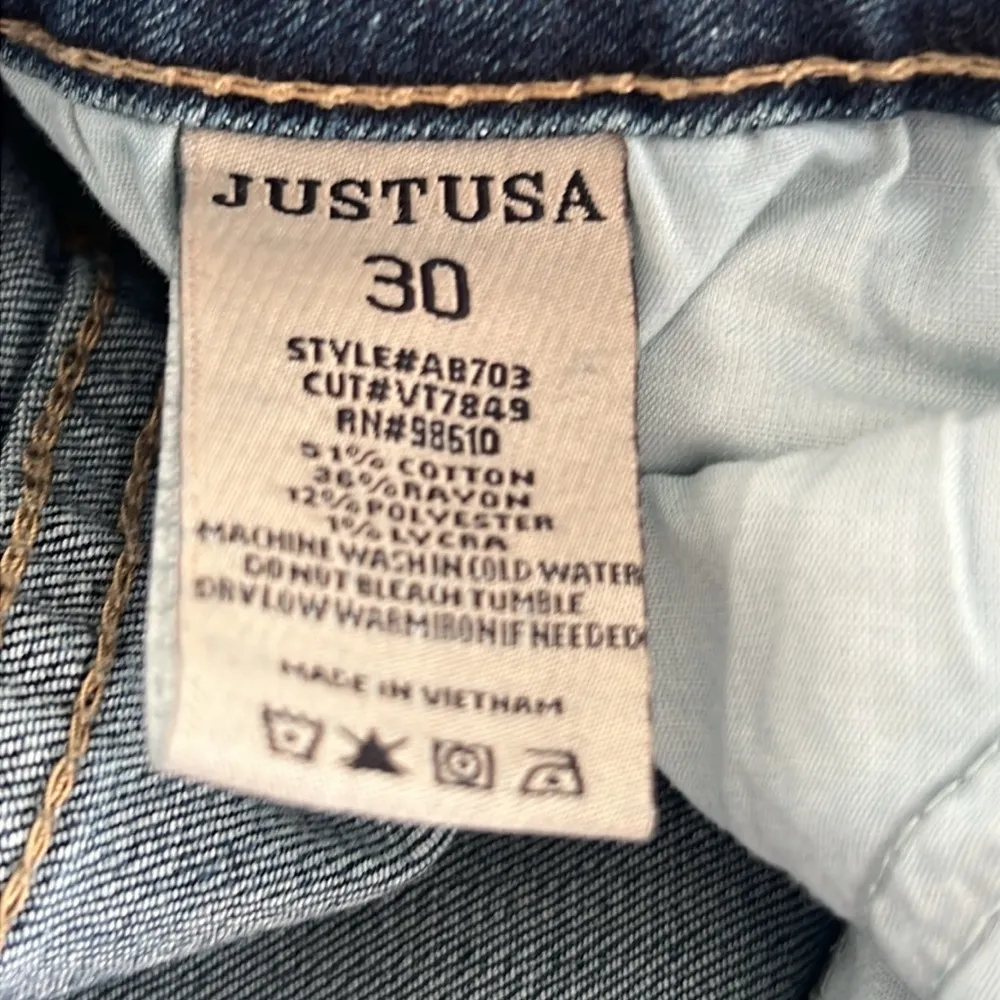 JUSTUSA
30
STYLE#AB703
CUT#VT7849
RN#98610
51% COTTON
36% RAYON
12% POLYESTER
1% LYCRA
MACHINE WASH IN COLD WATER
DO NOT BLEACH TUMBLE
DRY LOW WARM IRON IF NEEDED
MADE IN VIETNAM